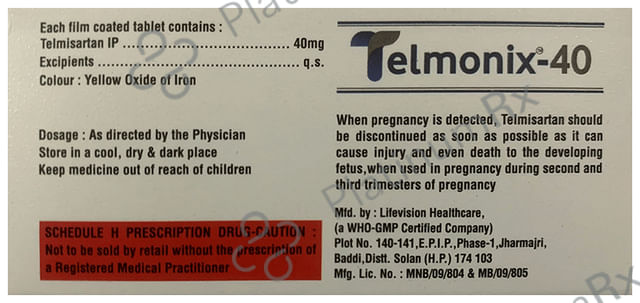 Each film coated tablet contains :
Telmisartan IP ........................................ 40mg
Excipients ................................................ q.s.
Colour : Yellow Oxide of Iron
Dosage : As directed by the Physician
Store in a cool, dry & dark place
Keep medicine out of reach of children
SCHEDULE H PRESCRIPTION DRUG-CAUTION :
Not to be sold by retail without the prescription of
a Registered Medical Practitioner
Telmonix™-40
When pregnancy is detected, Telmisartan should
be discontinued as soon as possible as it can
cause injury and even death to the developing
fetus,when used in pregnancy during second and
third trimesters of pregnancy
Mfd. by : Lifevision Healthcare,
(a WHO-GMP Certified Company)
Plot No. 140-141,E.P.I.P.,Phase-1,Jharmajri,
Baddi,Distt. Solan (H.P.) 174 103
Mfg. Lic. No. : MNB/09/804 & MB/09/805
PlatinumRx